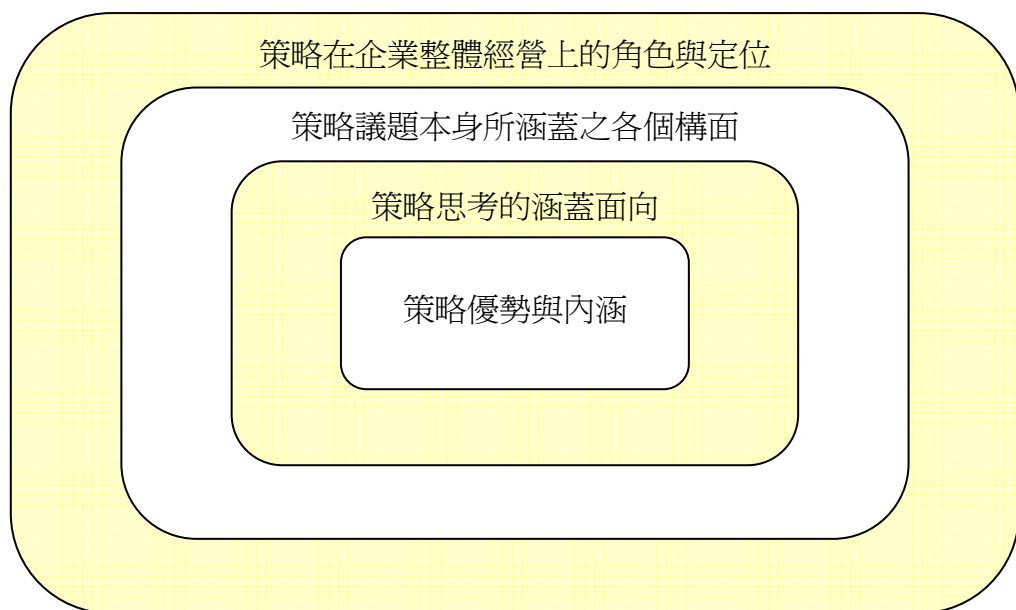 策略在企業整體經營上的角色與定位
策略議題本身所涵蓋之各個構面
策略思考的涵蓋面向
策略優勢與內涵